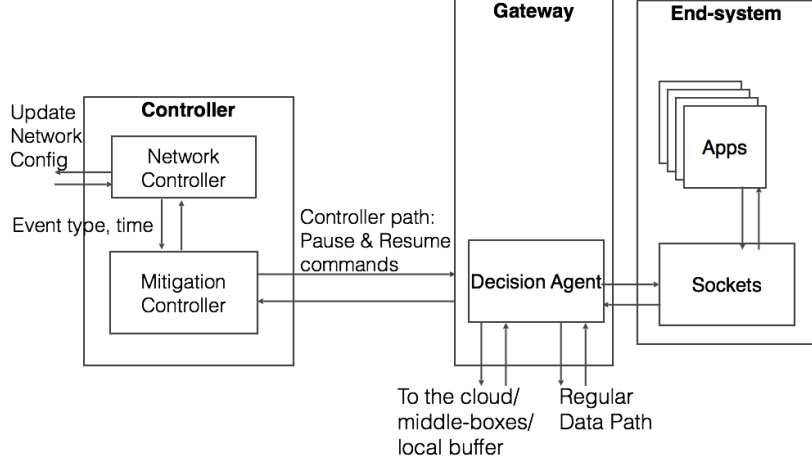 Gateway
End-system
Controller
Update
Network
Config
Network
Controller
Apps
Event type, time
Controller path:
Pause & Resume
commands
Mitigation
Controller
Decision Agent
Sockets
To the cloud/
middle-boxes/
local buffer
Regular
Data Path